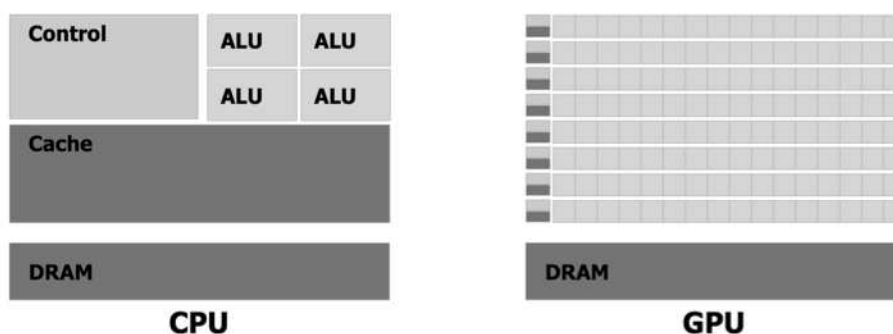 Control
ALU ALU
ALU ALU
Cache
DRAM
CPU
DRAM
GPU